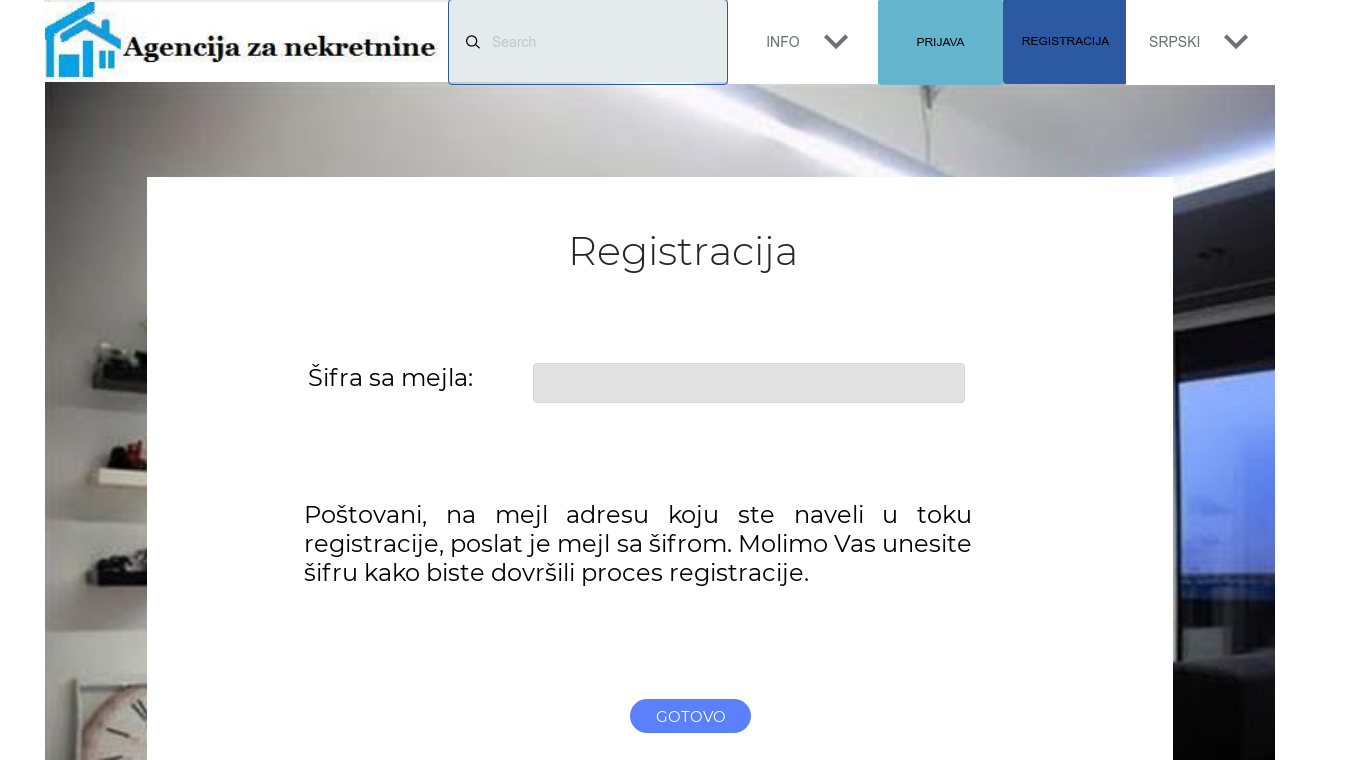 Agencija za nekretnine
Search
INFO
PRIJAVA
REGISTRACIJA
SRPSKI
Registracija
Šifra sa mejla:
Poštovani, na mejl adresu koju ste naveli u toku
registracije, poslat je mejl sa šifrom. Molimo Vas unesite
šifru kako biste dovršili proces registracije.
GOTOVO